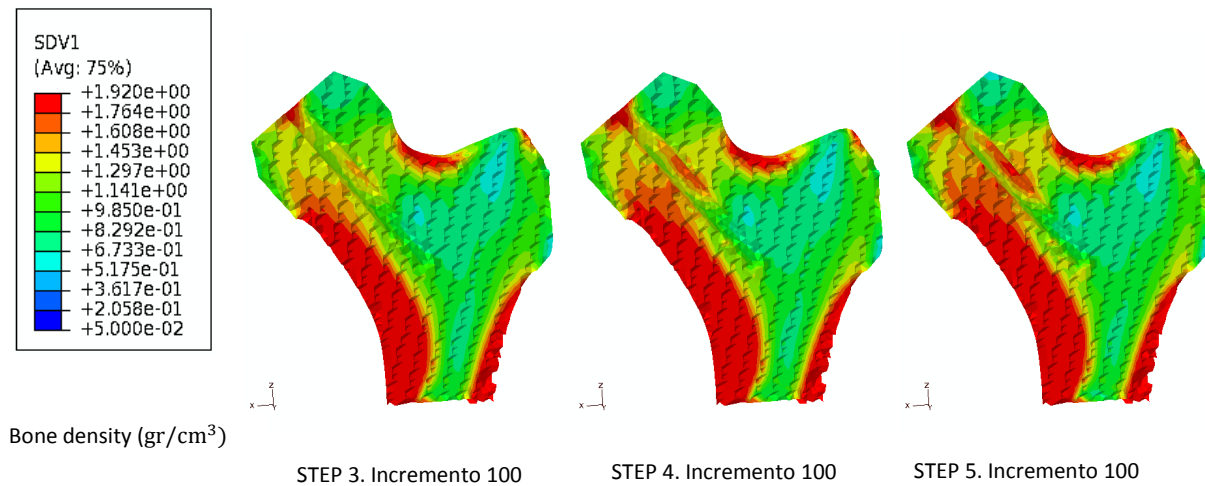 SDV1
(Avg: 75%)
+1.920e+00
+1.764e+00
+1.608e+00
+1.453e+00
+1.297e+00
+1.141e+00
+9.850e-01
+8.292e-01
+6.733e-01
+5.175e-01
+3.617e-01
+2.058e-01
+5.000e-02
Bone density (gr/cm³)
z
x Y
z
x Y
z
x Y
STEP 3. Incremento 100
STEP 4. Incremento 100
STEP 5. Incremento 100